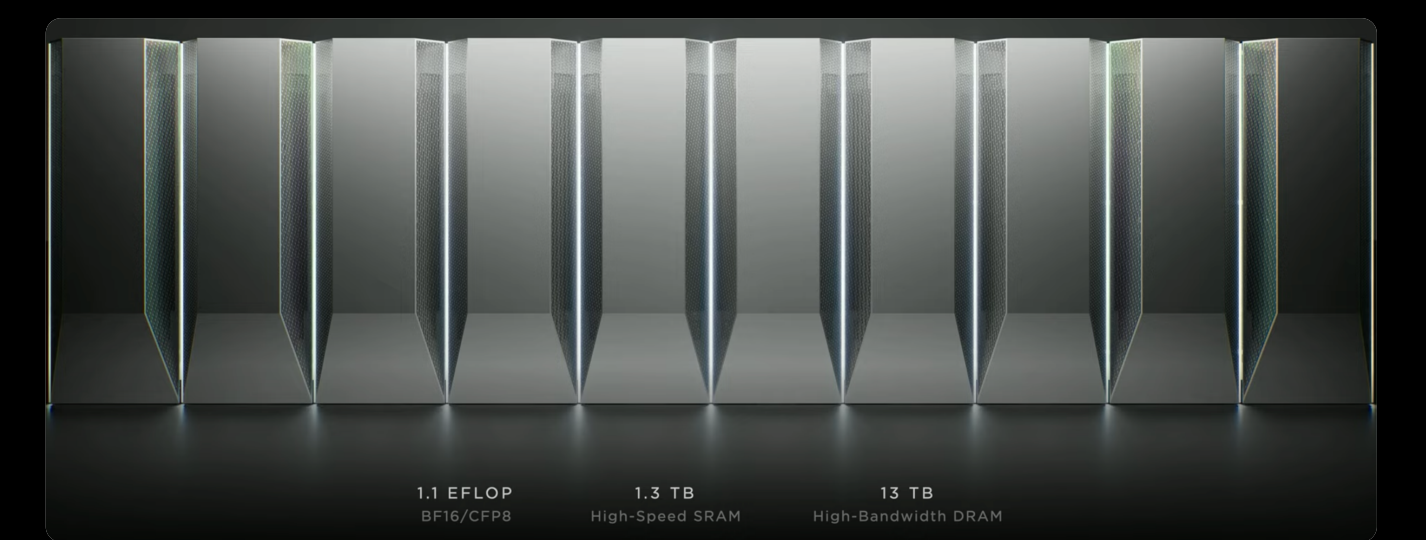 1.1 EFLOP
BF16/CFP8
1.3 TB
High-Speed SRAM
13 TB
High-Bandwidth DRAM